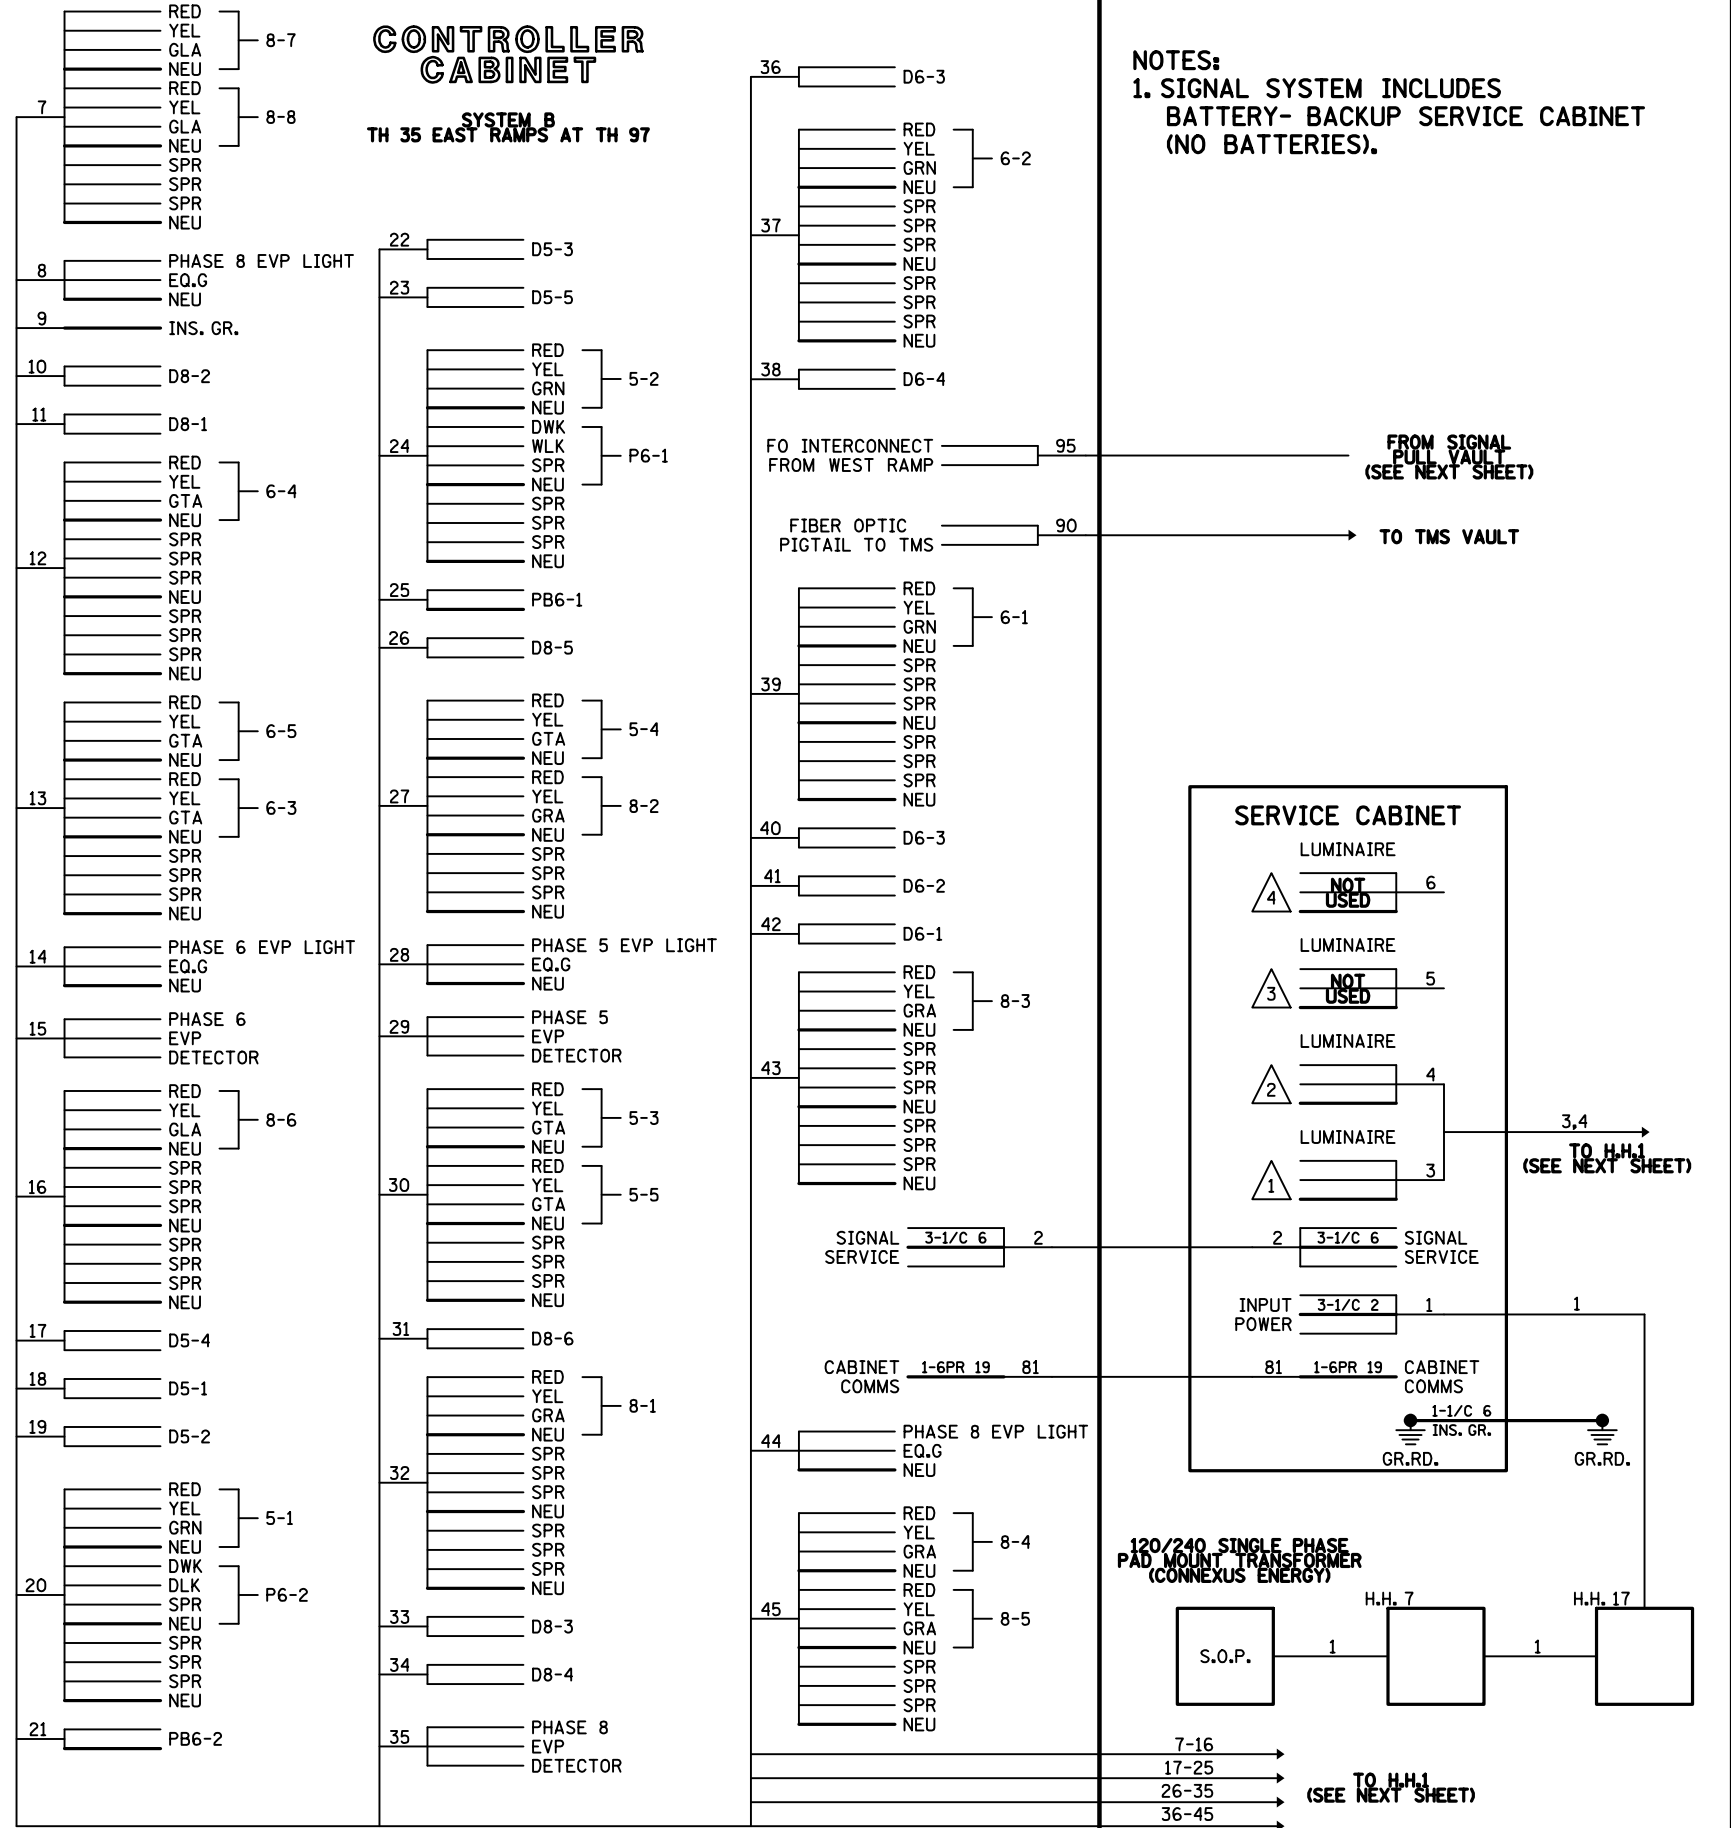 CONTROLLER
CABINET
SYSTEM B
TH 35 EAST RAMPS AT TH 97
7
RED
YEL
GLA
NEU
8-7
RED
YEL
GLA
NEU
8-8
SPR
SPR
SPR
NEU
8
PHASE 8 EVP LIGHT
EQ.G
NEU
9
INS. GR.
10
D8-2
11
D8-1
12
RED
YEL
GTA
NEU
6-4
SPR
SPR
SPR
NEU
SPR
SPR
SPR
NEU
13
RED
YEL
GTA
NEU
6-5
RED
YEL
GTA
NEU
6-3
SPR
SPR
SPR
NEU
14
PHASE 6 EVP LIGHT
EQ.G
NEU
15
PHASE 6
EVP
DETECTOR
16
RED
YEL
GLA
NEU
8-6
SPR
SPR
SPR
NEU
SPR
SPR
SPR
NEU
17
D5-4
18
D5-1
19
D5-2
20
RED
YEL
GRN
NEU
5-1
DWK
DLK
SPR
NEU
P6-2
SPR
SPR
SPR
NEU
21
PB6-2
22
D5-3
23
D5-5
24
RED
YEL
GRN
NEU
5-2
DWK
WLK
SPR
NEU
P6-1
SPR
SPR
SPR
NEU
25
PB6-1
26
D8-5
27
RED
YEL
GTA
NEU
5-4
RED
YEL
GRA
NEU
8-2
SPR
SPR
SPR
NEU
28
PHASE 5 EVP LIGHT
EQ.G
NEU
29
PHASE 5
EVP
DETECTOR
30
RED
YEL
GTA
NEU
5-3
RED
YEL
GTA
NEU
5-5
SPR
SPR
SPR
NEU
31
D8-6
32
RED
YEL
GRA
NEU
8-1
SPR
SPR
SPR
NEU
SPR
SPR
SPR
NEU
33
D8-3
34
D8-4
35
PHASE 8
EVP
DETECTOR
36
D6-3
37
RED
YEL
GRN
NEU
6-2
SPR
SPR
SPR
NEU
SPR
SPR
SPR
NEU
38
D6-4
FO INTERCONNECT
FROM WEST RAMP
95
FROM SIGNAL
PULL VAULT
(SEE NEXT SHEET)
FIBER OPTIC
PIGTAIL TO TMS
90
TO TMS VAULT
39
RED
YEL
GRN
NEU
6-1
SPR
SPR
SPR
NEU
SPR
SPR
SPR
NEU
40
D6-3
41
D6-2
42
D6-1
43
RED
YEL
GRA
NEU
8-3
SPR
SPR
SPR
NEU
SPR
SPR
SPR
NEU
SIGNAL
SERVICE
3-1/C 6
2
CABINET
COMMS
1-6PR 19
81
44
PHASE 8 EVP LIGHT
EQ.G
NEU
45
RED
YEL
GRA
NEU
8-4
RED
YEL
GRA
NEU
8-5
SPR
SPR
SPR
NEU
7-16
17-25
26-35
36-45
TO H.H.1
(SEE NEXT SHEET)
NOTES:
1. SIGNAL SYSTEM INCLUDES
BATTERY- BACKUP SERVICE CABINET
(NO BATTERIES).
SERVICE CABINET
LUMINAIRE
4
NOT
USED
6
LUMINAIRE
3
NOT
USED
5
LUMINAIRE
2
4
LUMINAIRE
1
3
3,4
TO H.H.1
(SEE NEXT SHEET)
2
3-1/C 6
SIGNAL
SERVICE
INPUT
POWER
3-1/C 2
1
1
81
1-6PR 19
CABINET
COMMS
1-1/C 6
INS. GR.
GR.RD.
GR.RD.
120/240 SINGLE PHASE
PAD MOUNT TRANSFORMER
(CONNEXUS ENERGY)
S.O.P.
1
H.H. 7
1
H.H. 17